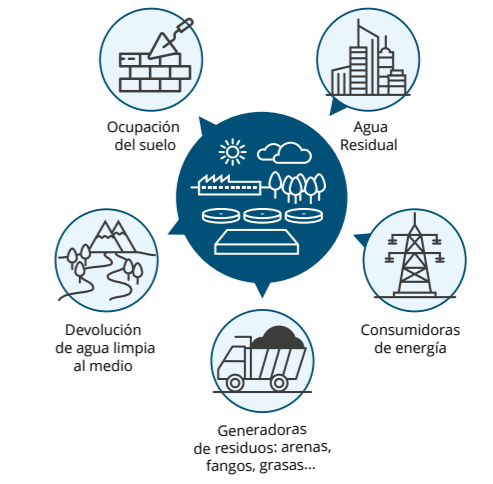 Ocupación
del suelo
Agua
Residual
Devolución
de agua limpia
al medio
Consumidoras
de energía
Generadoras
de residuos: arenas,
fangos, grasas...